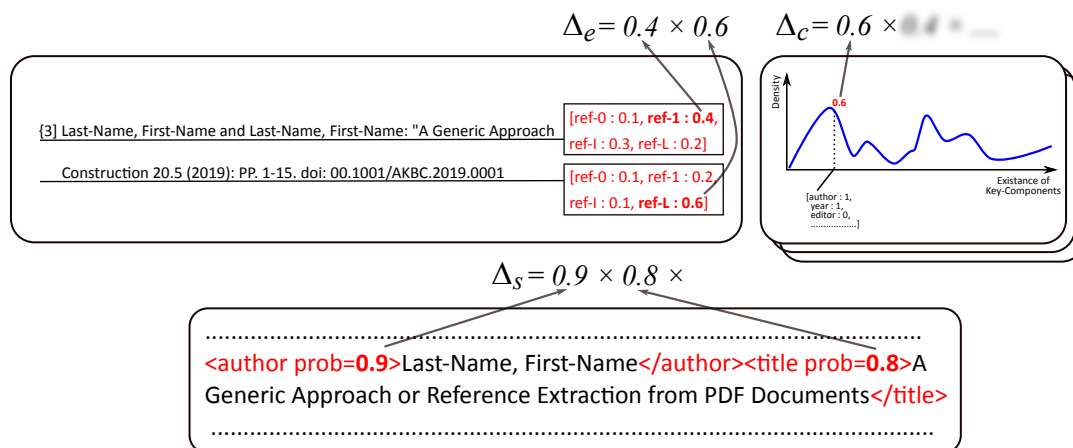 Δe= 0.4 × 0.6
Δc= 0.6 ×
{3] Last-Name, First-Name and Last-Name, First-Name: "A Generic Approach
[ref-0 : 0.1, ref-1 : 0.4,
ref-I : 0.3, ref-L : 0.2]
Construction 20.5 (2019): PP. 1-15. doi: 00.1001/AKBC.2019.0001
[ref-0 : 0.1, ref-1 : 0.2,
ref-I : 0.1, ref-L : 0.6]
Density
0.6
[author : 1,
year : 1,
editor : 0,
..................]
Existance of
Key-Components
Δs= 0.9 × 0.8 ×
........................................................................................................
<author prob=0.9>Last-Name, First-Name</author><title prob=0.8>A
Generic Approach or Reference Extraction from PDF Documents</title>
........................................................................................................